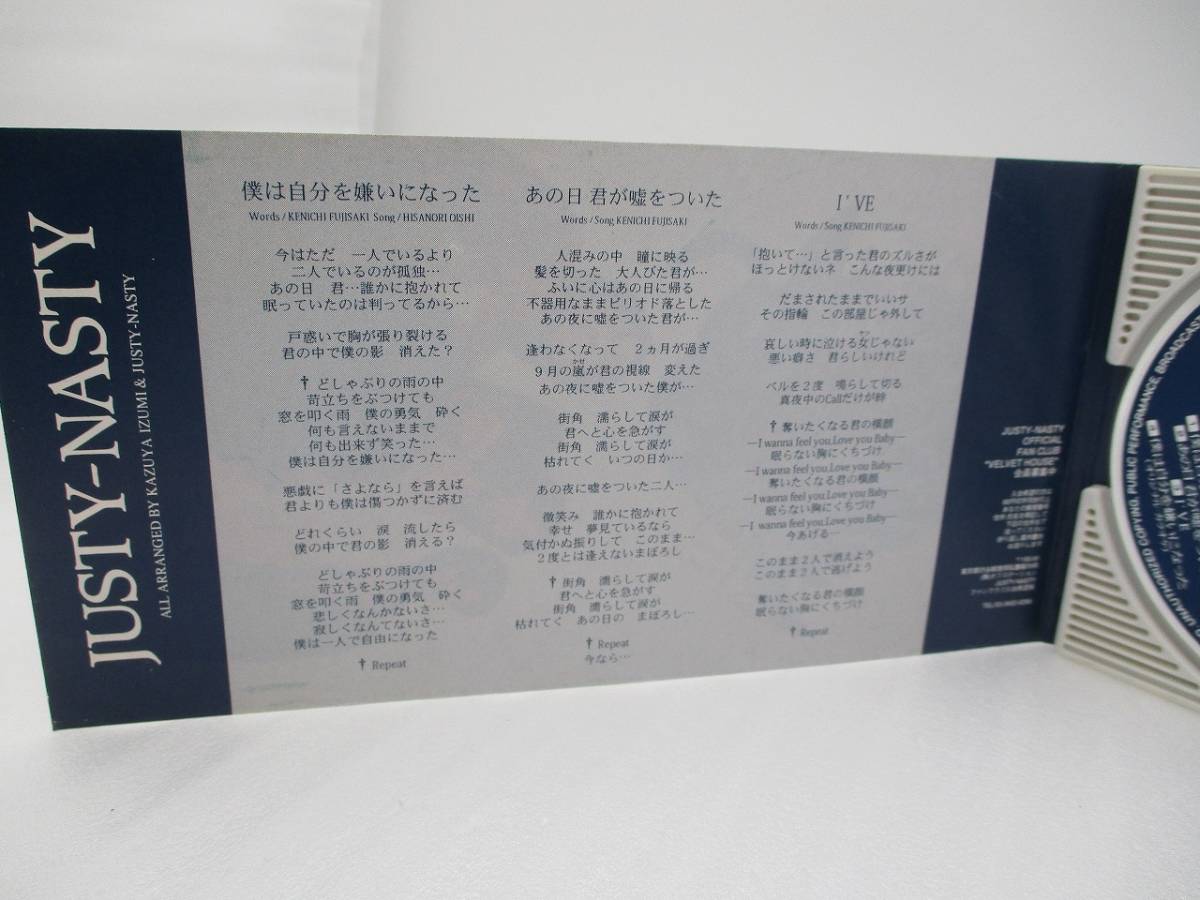 JUSTY-NASTY
ALL ARRANGED BY KAZUYA IZUMI & JUSTY-NASTY
僕は自分を嫌いになった
Words / KENICHI FUJISAKI Song / HISANORI OISHI
今はただ　一人でいるより
二人でいるのが孤独…
あの日　君…誰かに抱かれて
眠っていたのは判ってるから…
戸惑いで胸が張り裂ける
君の中で僕の影　消えた？
† どしゃぶりの雨の中
苛立ちをぶつけても
窓を叩く雨　僕の勇気　砕く
何も言えないままで
何も出来ず笑った…
僕は自分を嫌いになった…
悪戯に「さよなら」を言えば
君よりも僕は傷つかずに済む
どれくらい　涙　流したら
僕の中で君の影　消える？
どしゃぶりの雨の中
苛立ちをぶつけても
窓を叩く雨　僕の勇気　砕く
悲しくなんかないさ…
寂しくなんてないさ…
僕は一人で自由になった
† Repeat
あの日 君が嘘をついた
Words / Song KENICHI FUJISAKI
人混みの中　瞳に映る
髪を切った　大人びた君が…
ふいに心はあの日に帰る
不器用なままピリオド落とした
あの夜に嘘をついた君が…
逢わなくなって　２ヵ月が過ぎ
９月の嵐が君の視線　変えた
あの夜に嘘をついた僕が…
街角　濡らして涙が
君へと心を急がす
街角　濡らして涙が
枯れてく　いつの日か…
あの夜に嘘をついた二人…
微笑み　誰かに抱かれて
幸せ　夢見ているなら
気付かぬ振りして　このまま…
２度とは逢えないまぼろし
† 街角　濡らして涙が
君へと心を急がす
街角　濡らして涙が
枯れてく　あの日の　まぼろし…
† Repeat
今なら…
I'VE
Words / Song KENICHI FUJISAKI
「抱いて…」と言った君のズルさが
ほっとけないネ　こんな夜更けには
だまされたままでいいサ
その指輪　この部屋じゃ外して
哀しい時に泣ける女じゃない
悪い癖さ　君らしいけれど
ベルを２度　鳴らして切る
真夜中のCallだけが絆
† 奪いたくなる君の横顔
—I wanna feel you.Love you Baby—
眠らない胸にくちづけ
—I wanna feel you.Love you Baby—
奪いたくなる君の横顔
—I wanna feel you.Love you Baby—
眠らない胸にくちづけ
—I wanna feel you.Love you Baby—
今あげる…
このまま２人で消えよう
このまま２人で逃げよう
奪いたくなる君の横顔
眠らない胸にくちづけ
† Repeat
JUSTY-NASTY
OFFICIAL
FAN CLUB
UNAUTHORIZED COPYING, PUBLIC PERFORMANCE, BROADCAST